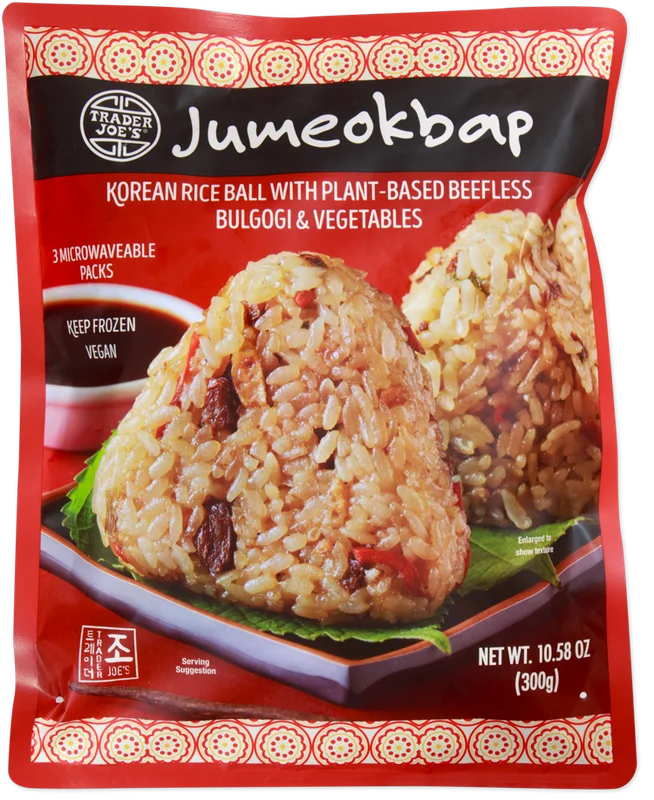 TRADER
JOE'S®
Jumeokbap
KOREAN RICE BALL WITH PLANT-BASED BEEFLESS
BULGOGI & VEGETABLES
3 MICROWAVEABLE
PACKS
KEEP FROZEN
VEGAN
Enlarged to
show texture
트레이더
TRADER
조
JOE'S
Serving
Suggestion
NET WT. 10.58 OZ
(300g)